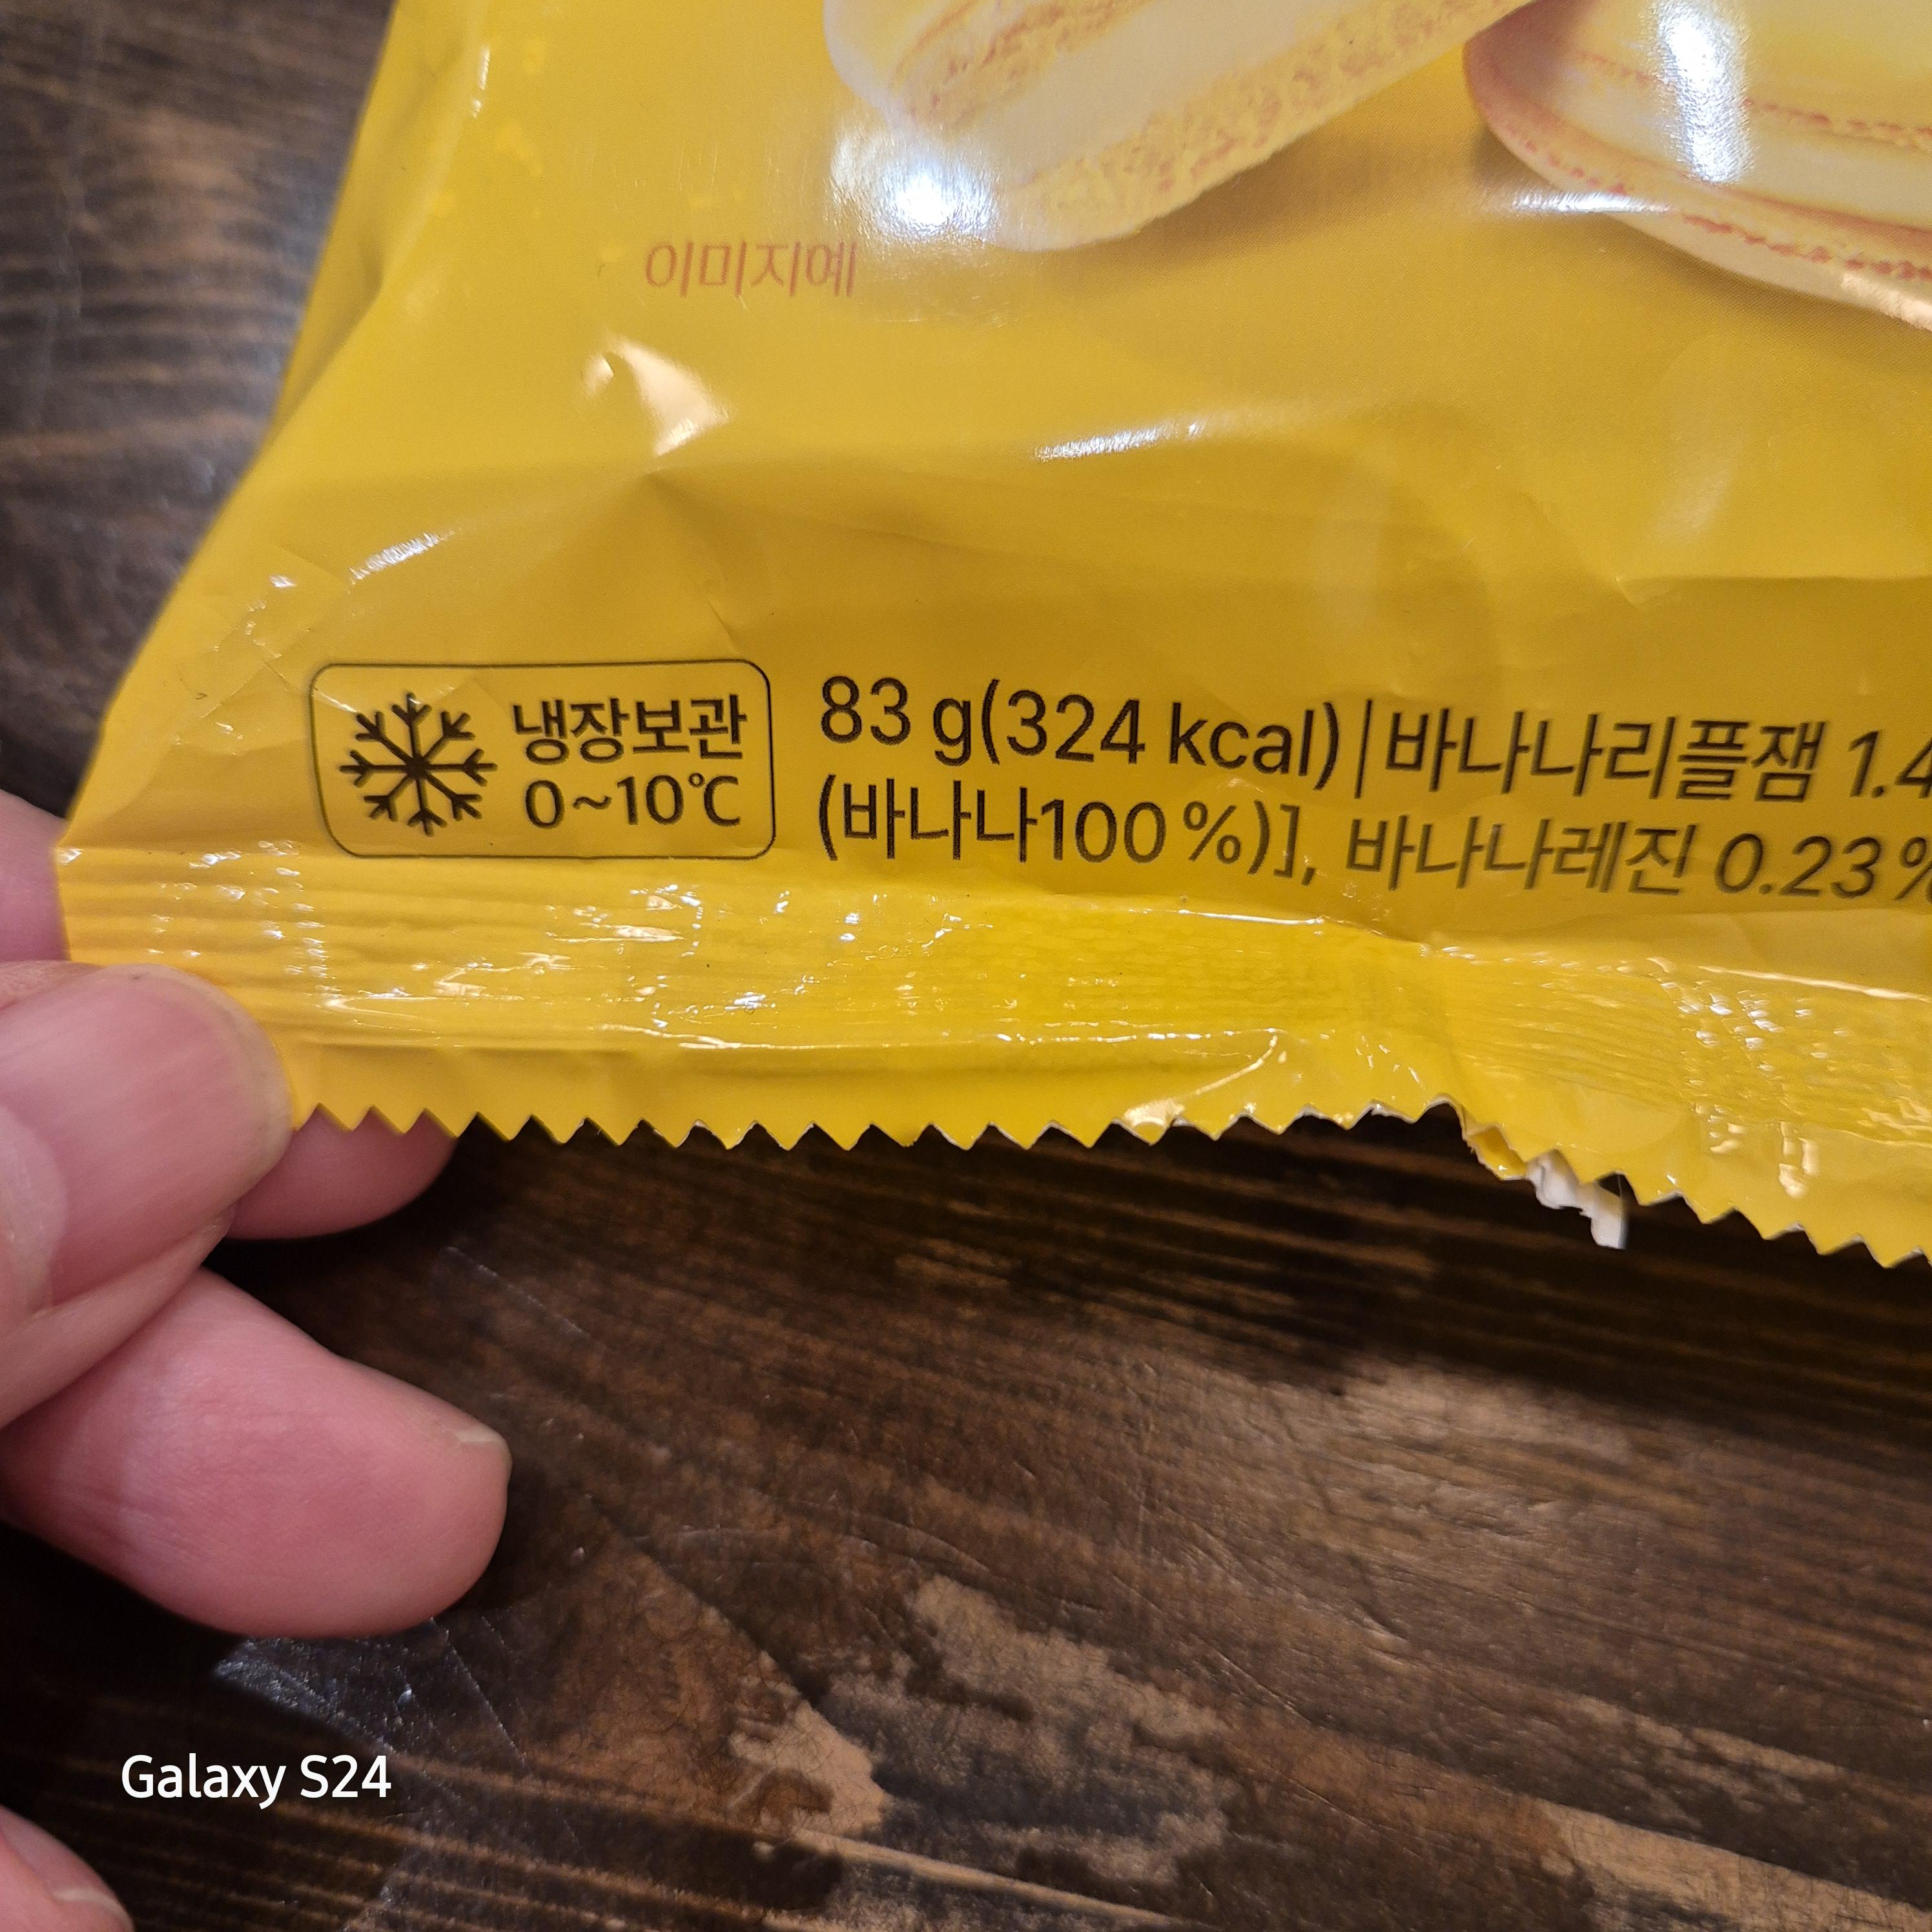 이미지예
냉장보관
0~10℃
83 g(324 kcal)|바나나리플잼 1.4
(바나나100%)], 바나나레진 0.23%
Galaxy S24